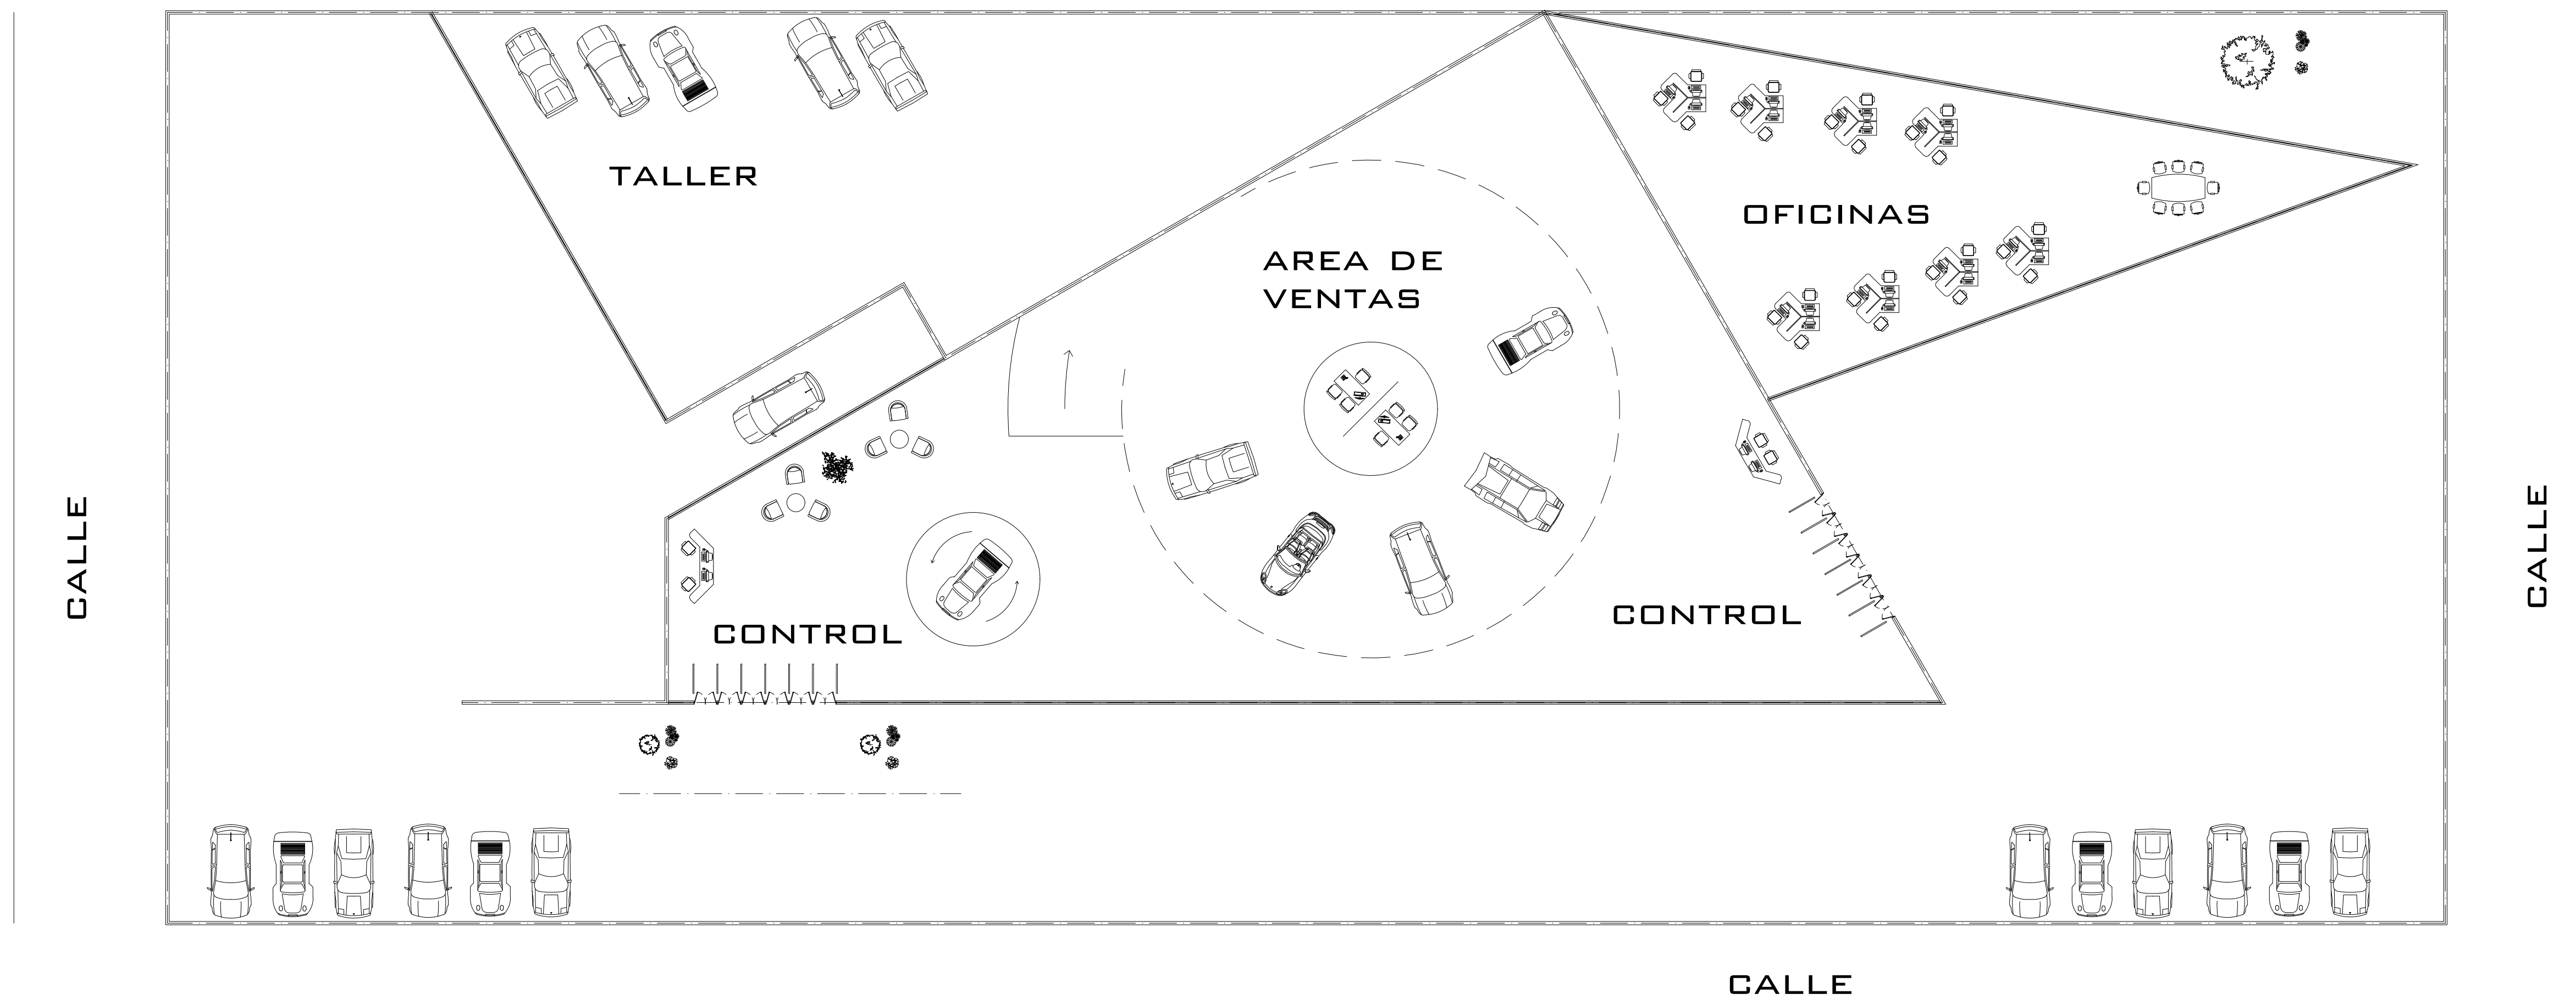 TALLER
OFICINAS
AREA DE
VENTAS
CALLE
CALLE
CONTROL
CONTROL
CALLE